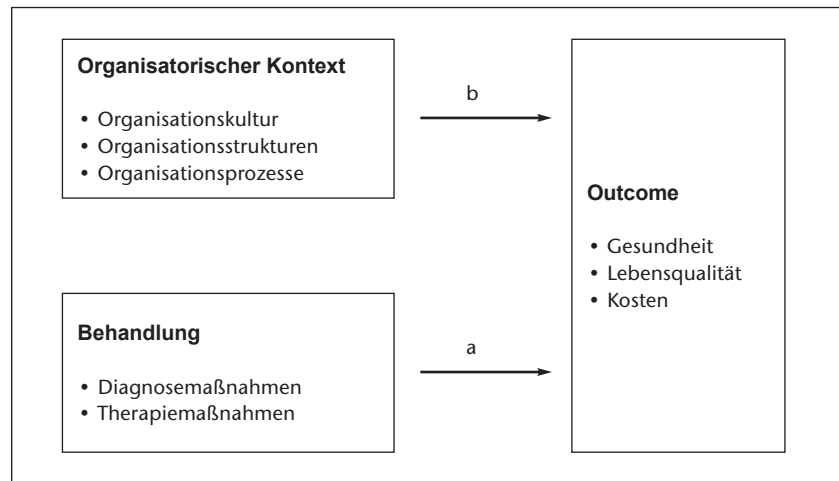 Organisatorischer Kontext
• Organisationskultur
• Organisationsstrukturen
• Organisationsprozesse
b
Outcome
• Gesundheit
• Lebensqualität
• Kosten
Behandlung
• Diagnosemaßnahmen
• Therapiemaßnahmen
a